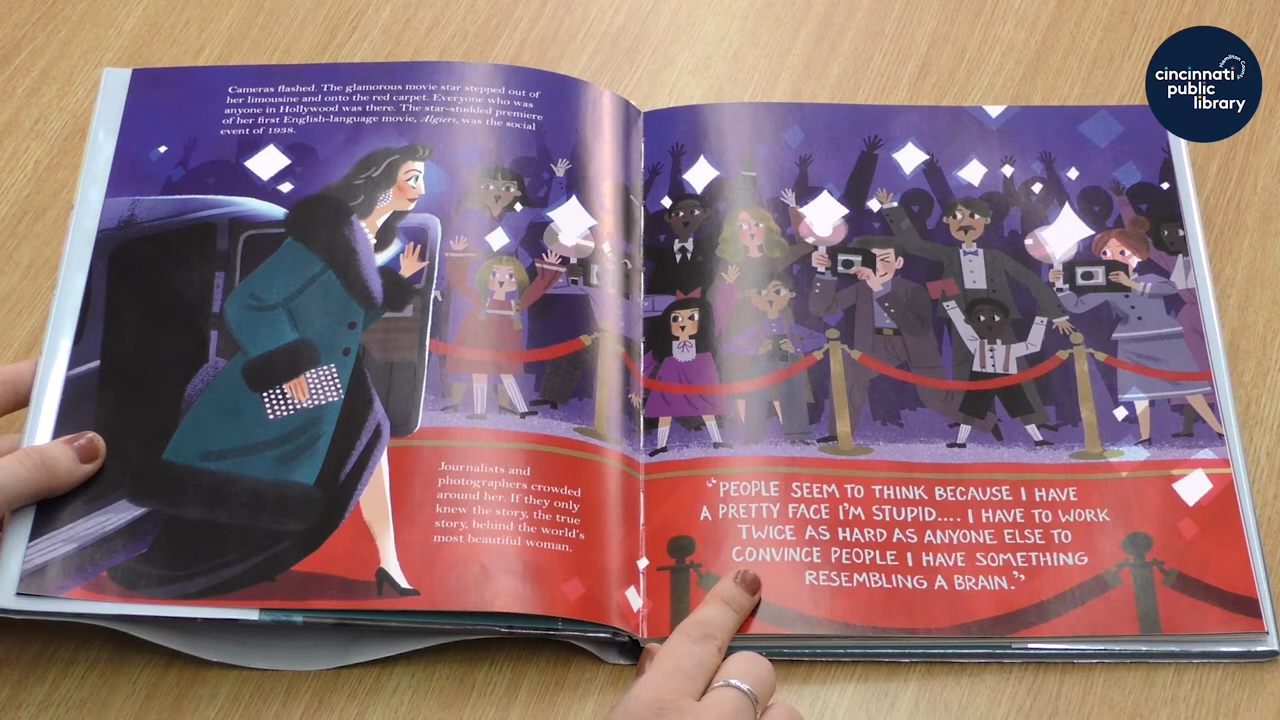 Cameras flashed. The glamorous movie star stepped out of
her limousine and onto the red carpet. Everyone who was
anyone in Hollywood was there. The star-studded premiere
of her first English-language movie, Algiers, was the social
event of 1938.
Journalists and
photographers crowded
around her. If they only
knew the story, the true
story, behind the world's
most beautiful woman.
"PEOPLE SEEM TO THINK BECAUSE I HAVE
A PRETTY FACE I'M STUPID.... I HAVE TO WORK
TWICE AS HARD AS ANYONE ELSE TO
CONVINCE PEOPLE I HAVE SOMETHING
RESEMBLING A BRAIN."
cincinnati
public
library
Hamilton County